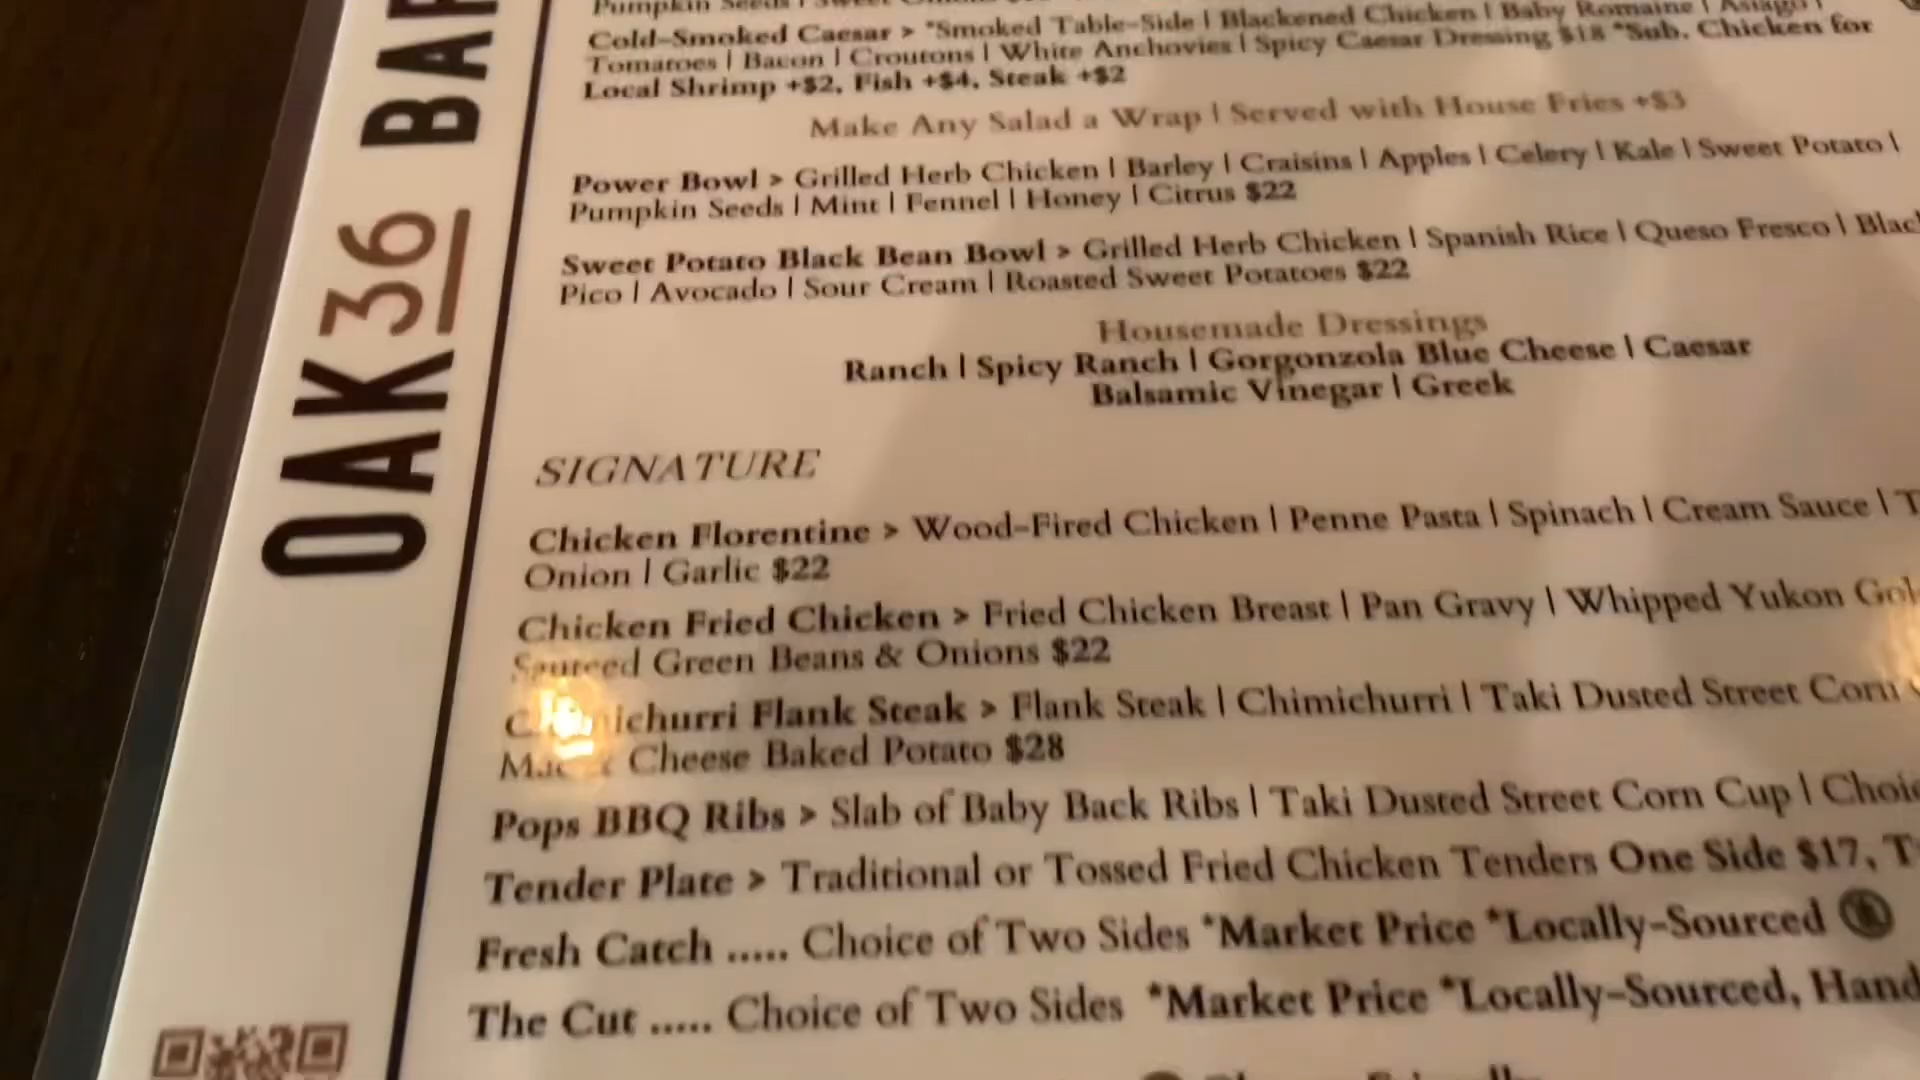 OAK36 BAR
Cold-Smoked Caesar > *Smoked Table-Side | Blackened Chicken | Baby Romaine | Asiago |
Tomatoes | Bacon | Croutons | White Anchovies | Spicy Caesar Dressing $18 *Sub. Chicken for
Local Shrimp +$2, Fish +$4, Steak +$2
Make Any Salad a Wrap | Served with House Fries +$3
Power Bowl > Grilled Herb Chicken | Barley | Craisins | Apples | Celery | Kale | Sweet Potato |
Pumpkin Seeds | Mint | Fennel | Honey | Citrus $22
Sweet Potato Black Bean Bowl > Grilled Herb Chicken | Spanish Rice | Queso Fresco |
Pico | Avocado | Sour Cream | Roasted Sweet Potatoes $22
Housemade Dressings
Ranch | Spicy Ranch | Gorgonzola Blue Cheese | Caesar
Balsamic Vinegar | Greek
SIGNATURE
Chicken Florentine > Wood-Fired Chicken | Penne Pasta | Spinach | Cream Sauce |
Onion | Garlic $22
Chicken Fried Chicken > Fried Chicken Breast | Pan Gravy | Whipped Yukon
Sauteed Green Beans & Onions $22
Chimichurri Flank Steak > Flank Steak | Chimichurri | Taki Dusted Street Corn
Mac & Cheese Baked Potato $28
Pops BBQ Ribs > Slab of Baby Back Ribs | Taki Dusted Street Corn Cup |
Tender Plate > Traditional or Tossed Fried Chicken Tenders One Side $17,
Fresh Catch ..... Choice of Two Sides *Market Price *Locally-Sourced
The Cut ..... Choice of Two Sides *Market Price *Locally-Sourced, Hand